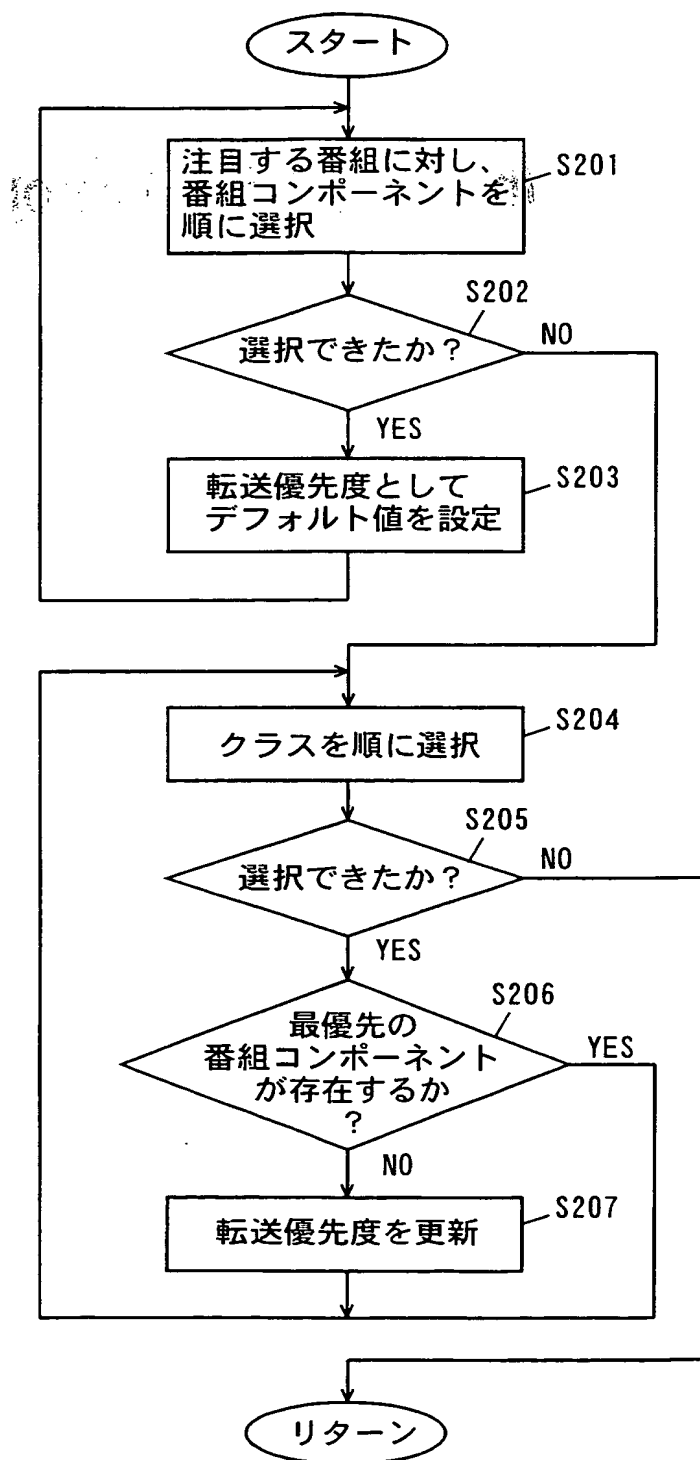 スタート
注目する番組に対し、
番組コンポーネントを
順に選択
S201
S202
選択できたか？
NO
YES
転送優先度として
デフォルト値を設定
S203
クラスを順に選択
S204
S205
選択できたか？
NO
YES
S206
最優先の
番組コンポーネント
が存在するか
？
YES
NO
転送優先度を更新
S207
リターン